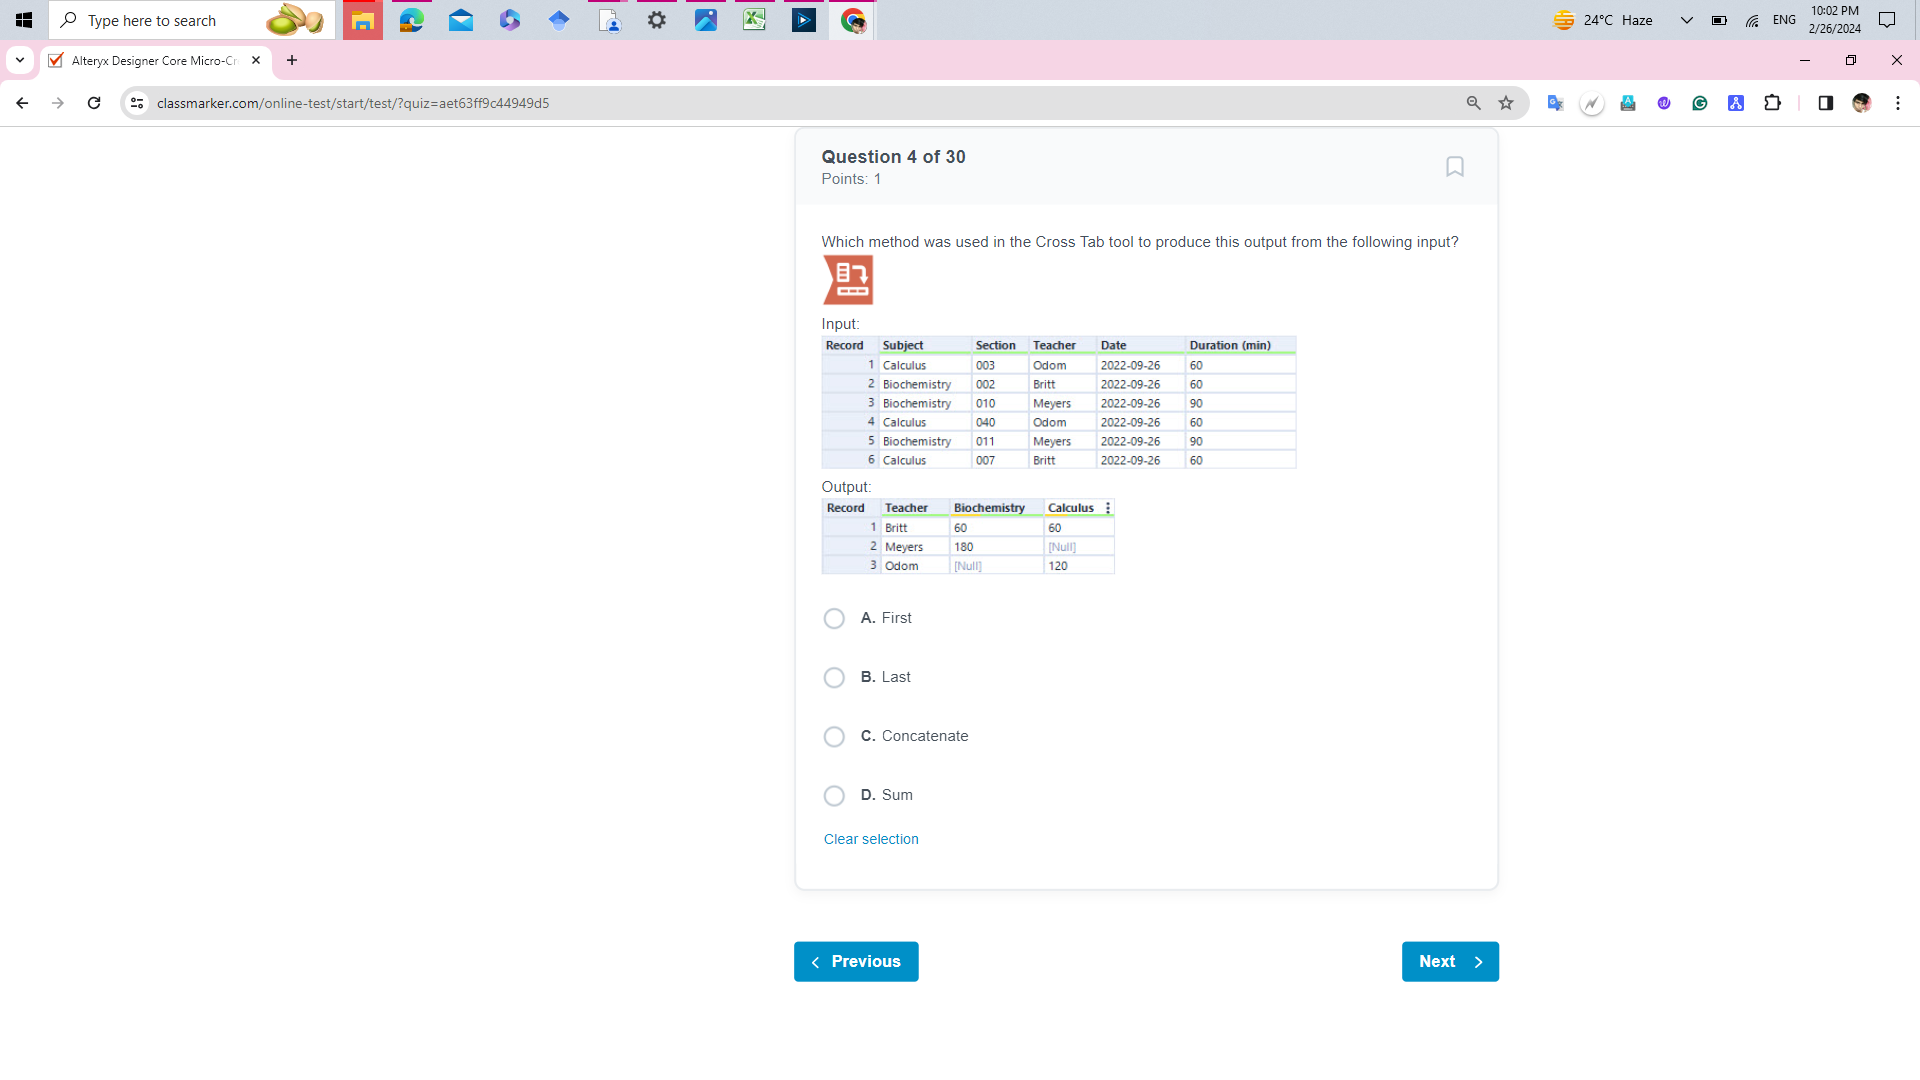 Type here to search
24°C Haze
ENG
10:02 PM
2/26/2024
Alteryx Designer Core Micro-Cr
classmarker.com/online-test/start/test/?quiz=aet63ff9c44949d5
Question 4 of 30
Points: 1
Which method was used in the Cross Tab tool to produce this output from the following input?
Input:
Record Subject Section Teacher Date Duration (min)
1 Calculus 003 Odom 2022-09-26 60
2 Biochemistry 002 Britt 2022-09-26 60
3 Biochemistry 010 Meyers 2022-09-26 90
4 Calculus 040 Odom 2022-09-26 60
5 Biochemistry 011 Meyers 2022-09-26 90
6 Calculus 007 Britt 2022-09-26 60
Output:
Record Teacher Biochemistry Calculus
1 Britt 60 60
2 Meyers 180 [Null]
3 Odom [Null] 120
A. First
B. Last
C. Concatenate
D. Sum
Clear selection
Previous
Next